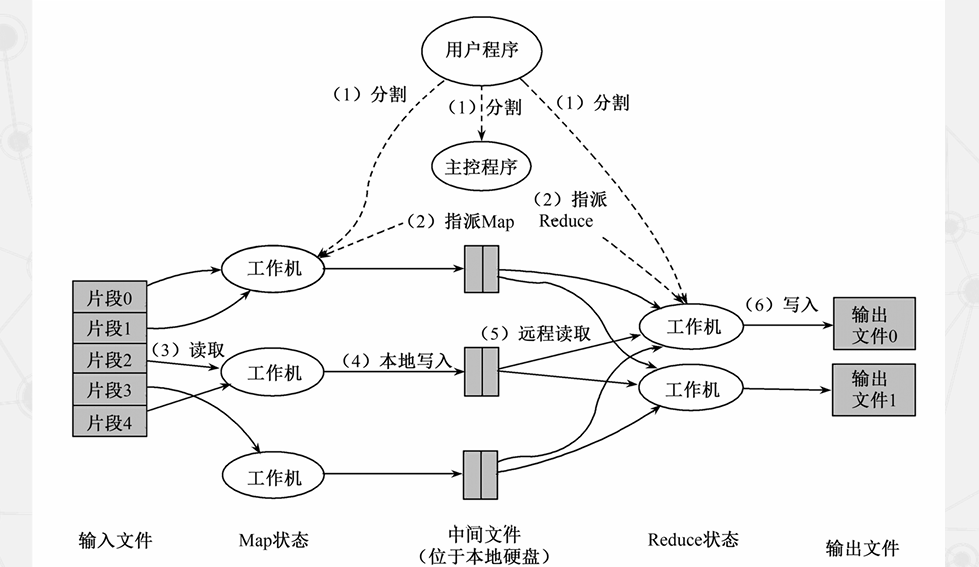 用户程序
（1）分割
（1）分割
（1）分割
主控程序
（2）指派Map
（2）指派
Reduce
工作机
片段0
片段1
片段2
片段3
片段4
（3）读取
工作机
（4）本地写入
（5）远程读取
工作机
（6）写入
输出
文件0
工作机
输出
文件1
工作机
输入文件
Map状态
中间文件
（位于本地硬盘）
Reduce状态
输出文件